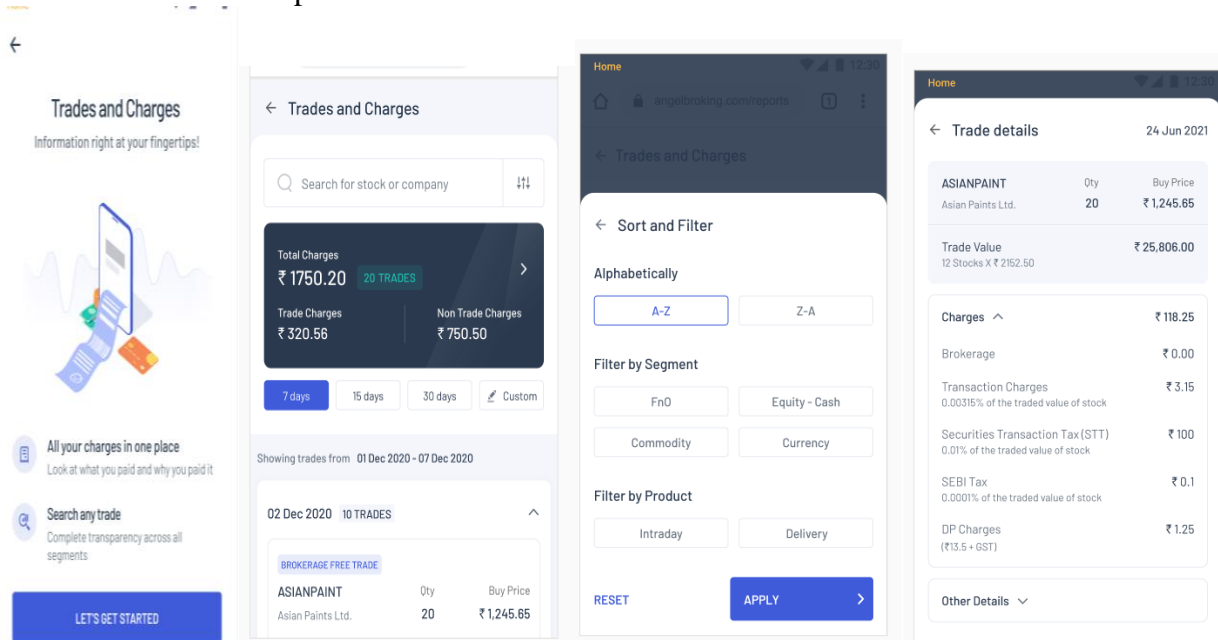 Trades and Charges
Information right at your fingertips!
All your charges in one place
Look at what you paid and why you paid it
Search any trade
Complete transparency across all
segments
LET'S GET STARTED
Trades and Charges
Search for stock or company
Total Charges
₹ 1750.20 20 TRADES
Trade Charges Non Trade Charges
₹ 320.56 ₹ 750.50
7 days 15 days 30 days Custom
Showing trades from 01 Dec 2020 - 07 Dec 2020
02 Dec 2020 10 TRADES
BROKERAGE FREE TRADE
ASIANPAINT Qty Buy Price
Asian Paints Ltd. 20 ₹ 1,245.65
Home 12:30
angelbroking.com/reports 1
Trades and Charges
Sort and Filter
Alphabetically
A-Z Z-A
Filter by Segment
FnO Equity - Cash
Commodity Currency
Filter by Product
Intraday Delivery
RESET APPLY
Home 12:30
Trade details 24 Jun 2021
ASIANPAINT Qty Buy Price
Asian Paints Ltd. 20 ₹ 1,245.65
Trade Value ₹ 25,806.00
12 Stocks X ₹ 2152.50
Charges ₹ 118.25
Brokerage ₹ 0.00
Transaction Charges ₹ 3.15
0.00315% of the traded value of stock
Securities Transaction Tax (STT) ₹ 100
0.01% of the traded value of stock
SEBI Tax ₹ 0.1
0.0001% of the traded value of stock
DP Charges ₹ 1.25
(₹13.5 + GST)
Other Details